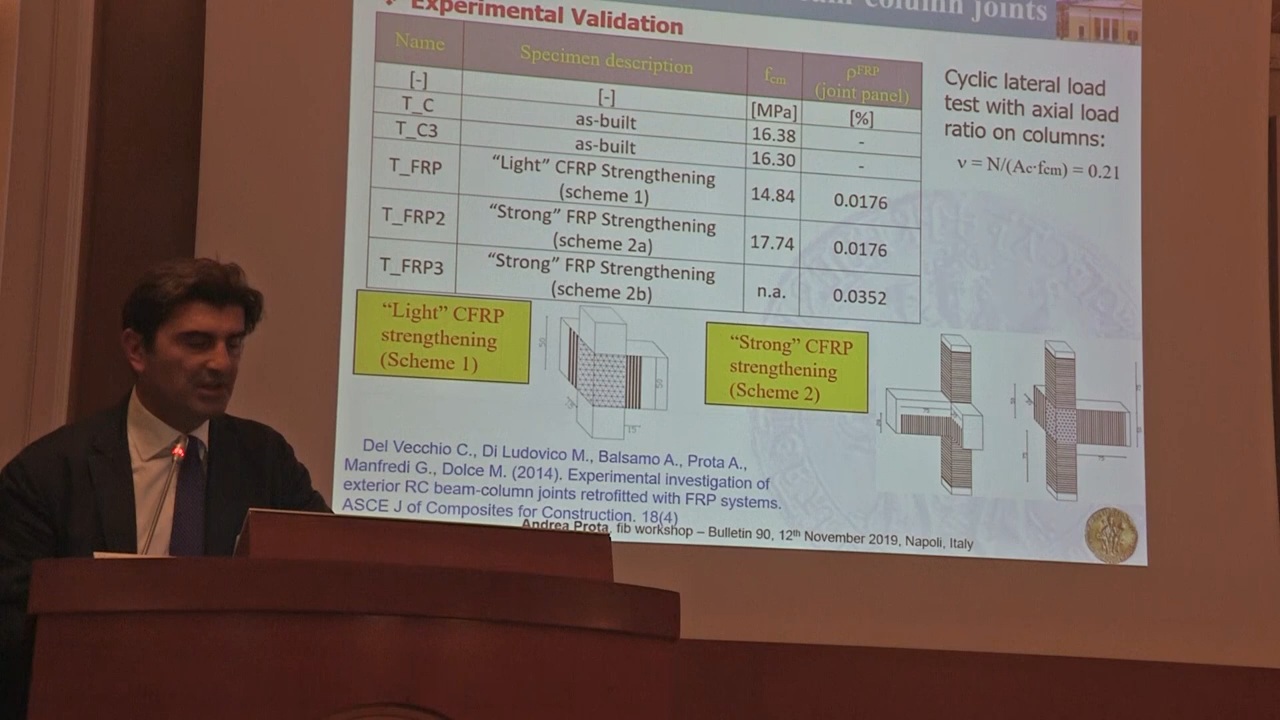 column joints
Experimental Validation
Name Specimen description fcm ρFRP
(joint panel)
[-] [-] [MPa] [%]
T_C as-built 16.38 -
T_C3 as-built 16.30 -
T_FRP “Light” CFRP Strengthening
(scheme 1) 14.84 0.0176
T_FRP2 “Strong” FRP Strengthening
(scheme 2a) 17.74 0.0176
T_FRP3 “Strong” FRP Strengthening
(scheme 2b) n.a. 0.0352
Cyclic lateral load
test with axial load
ratio on columns:
ν = N/(Ac·fcm) = 0.21
“Light” CFRP
strengthening
(Scheme 1)
“Strong” CFRP
strengthening
(Scheme 2)
Del Vecchio C., Di Ludovico M., Balsamo A., Prota A.,
Manfredi G., Dolce M. (2014). Experimental investigation of
exterior RC beam-column joints retrofitted with FRP systems.
ASCE J of Composites for Construction. 18(4)
Andrea Prota, fib workshop – Bulletin 90, 12th November 2019, Napoli, Italy